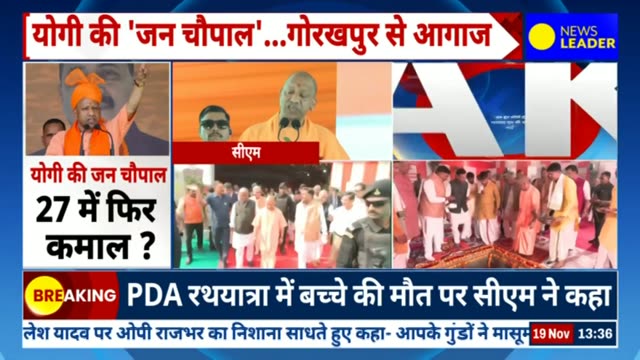 योगी की 'जन चौपाल'...गोरखपुर से आगाज
NEWS
LEADER
सीएम
योगी की जन चौपाल
27 में फिर
कमाल ?
BREAKING
PDA रथयात्रा में बच्चे की मौत पर सीएम ने कहा
लेश यादव पर ओपी राजभर का निशाना साधते हुए कहा- आपके गुंडों ने मासूम
19 Nov
13:36